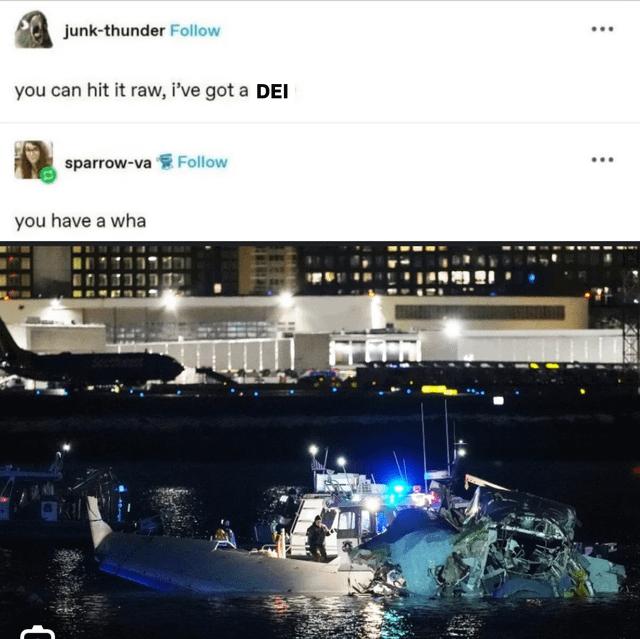 junk-thunder Follow
you can hit it raw, i've got a DEI
sparrow-va Follow
you have a wha